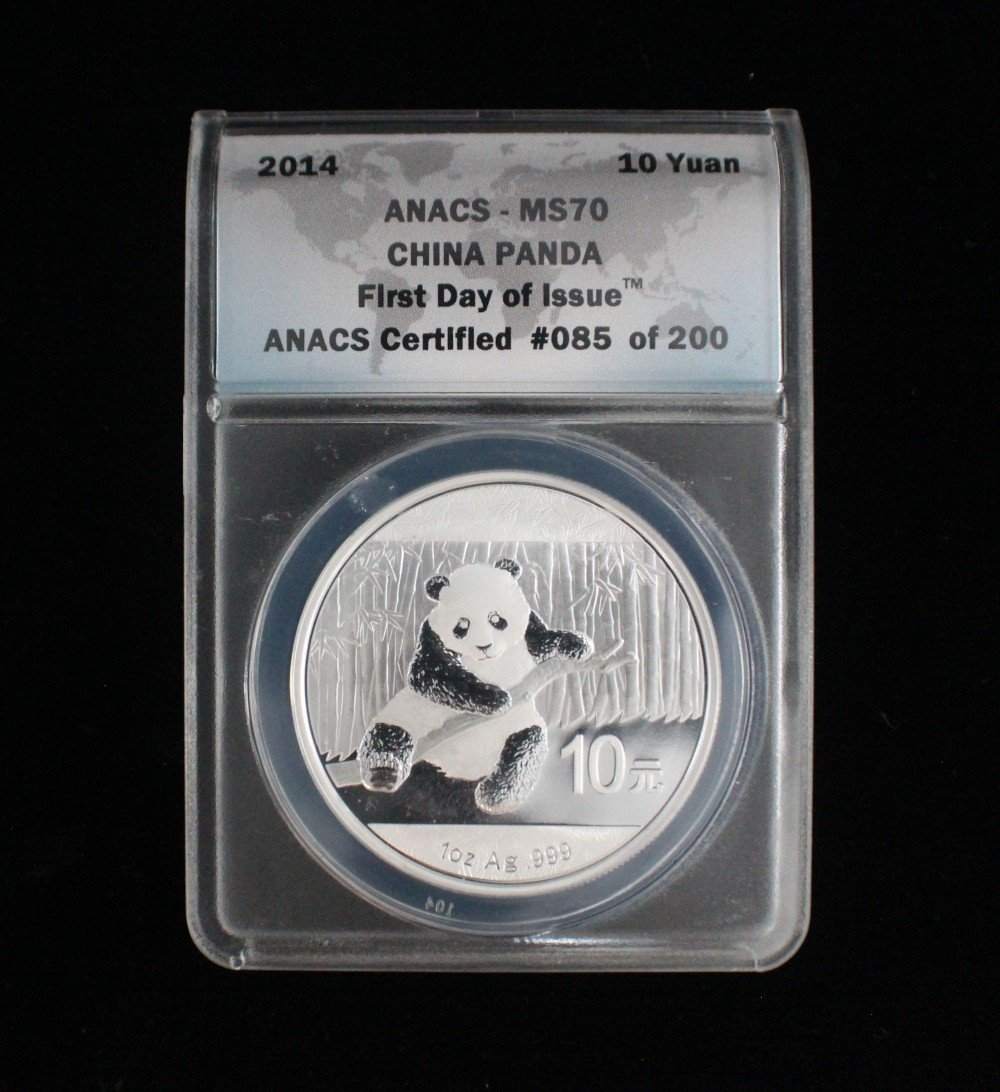 2014 10 Yuan
ANACS - MS70
CHINA PANDA
First Day of Issue™
ANACS Certified #085 of 200
10元
1oz Ag .999
104